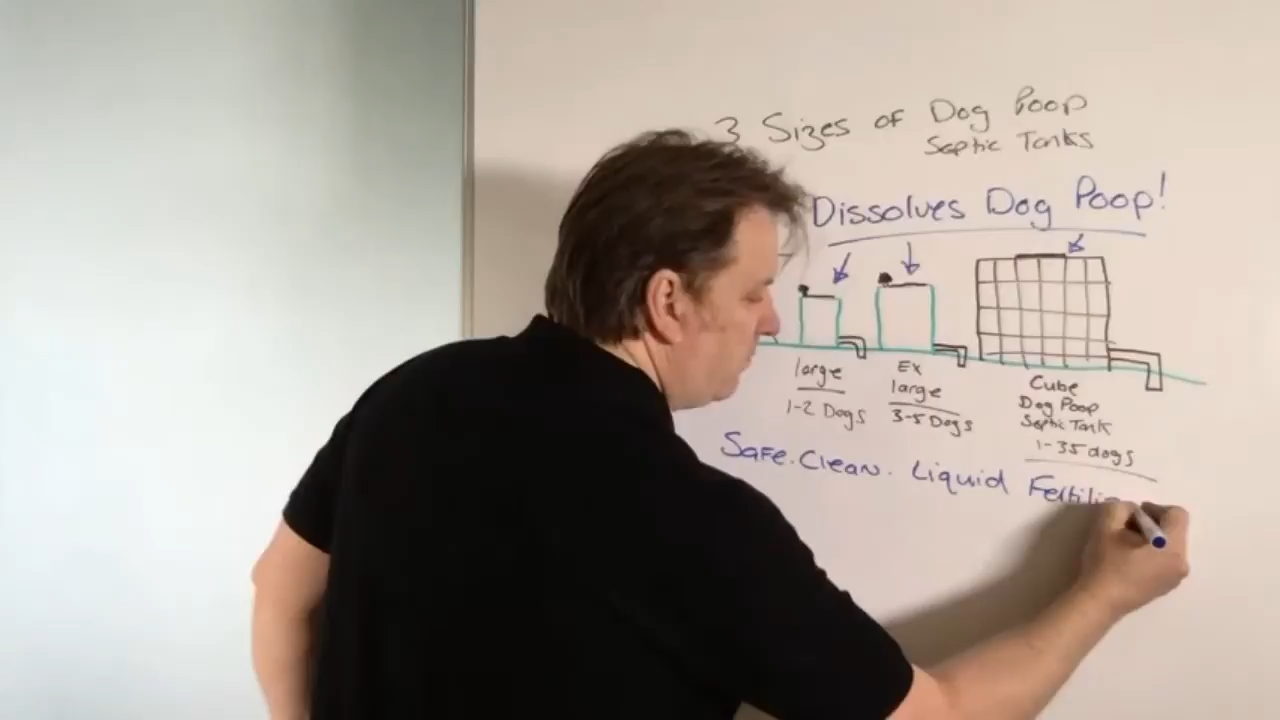 3 Sizes of Dog Poop
Septic Tanks
Dissolves Dog Poop!
large
1-2 Dogs
Ex
large
3-5 Dogs
Cube
Dog Poop
Septic Tank
1-35 dogs
Safe. Clean. Liquid Fertili